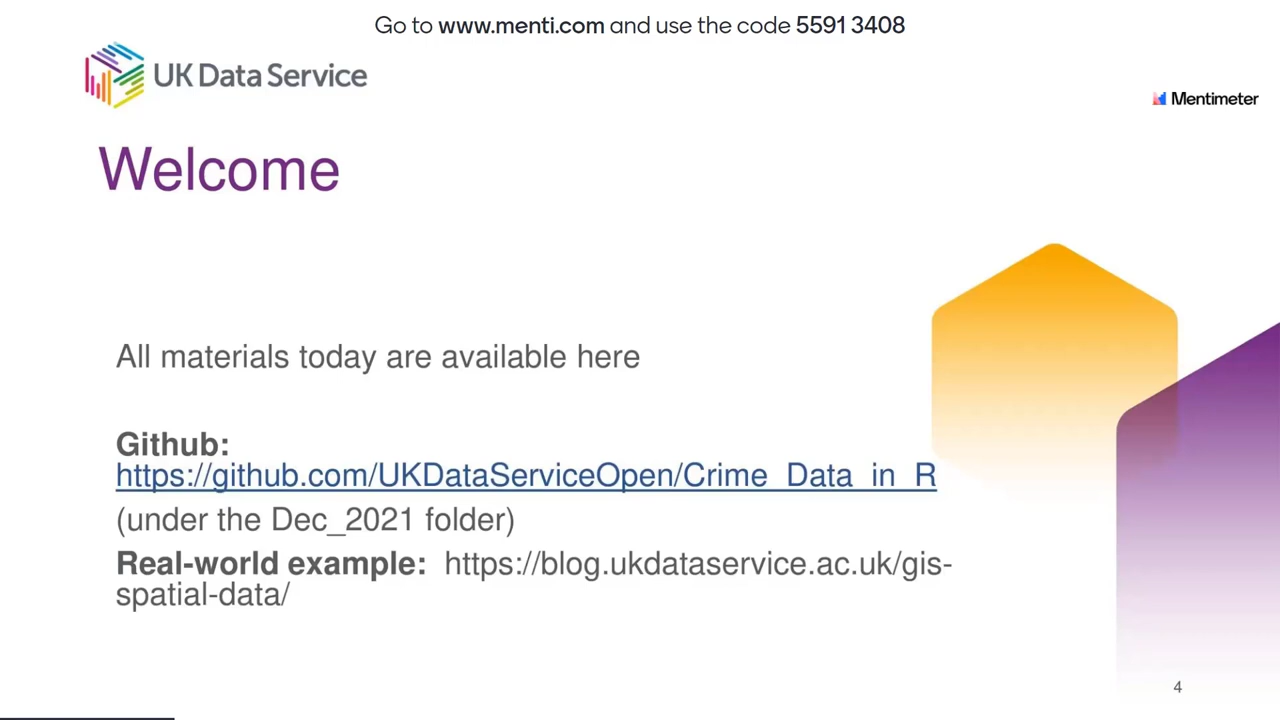 Go to www.menti.com and use the code 5591 3408
UK Data Service
Mentimeter
Welcome
All materials today are available here
Github:
https://github.com/UKDataServiceOpen/Crime_Data_in_R
(under the Dec_2021 folder)
Real-world example: https://blog.ukdataservice.ac.uk/gis-
spatial-data/
4